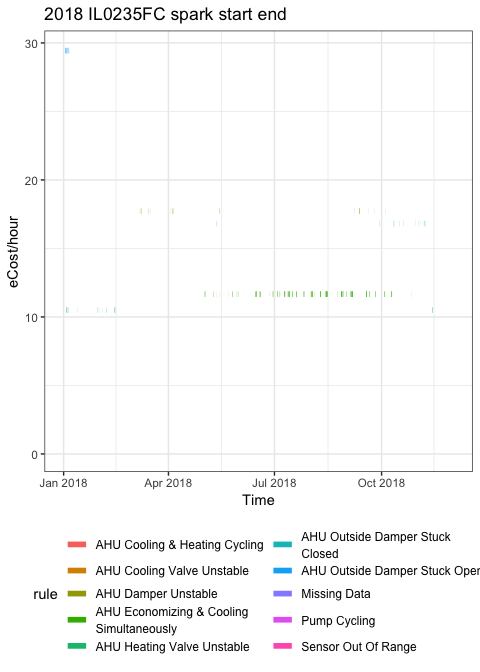 2018 IL0235FC spark start end
30
20
10
0
eCost/hour
Jan 2018 Apr 2018 Jul 2018 Oct 2018
Time
rule
AHU Cooling & Heating Cycling
AHU Cooling Valve Unstable
AHU Damper Unstable
AHU Economizing & Cooling
Simultaneously
AHU Heating Valve Unstable
AHU Outside Damper Stuck
Closed
AHU Outside Damper Stuck Oper
Missing Data
Pump Cycling
Sensor Out Of Range